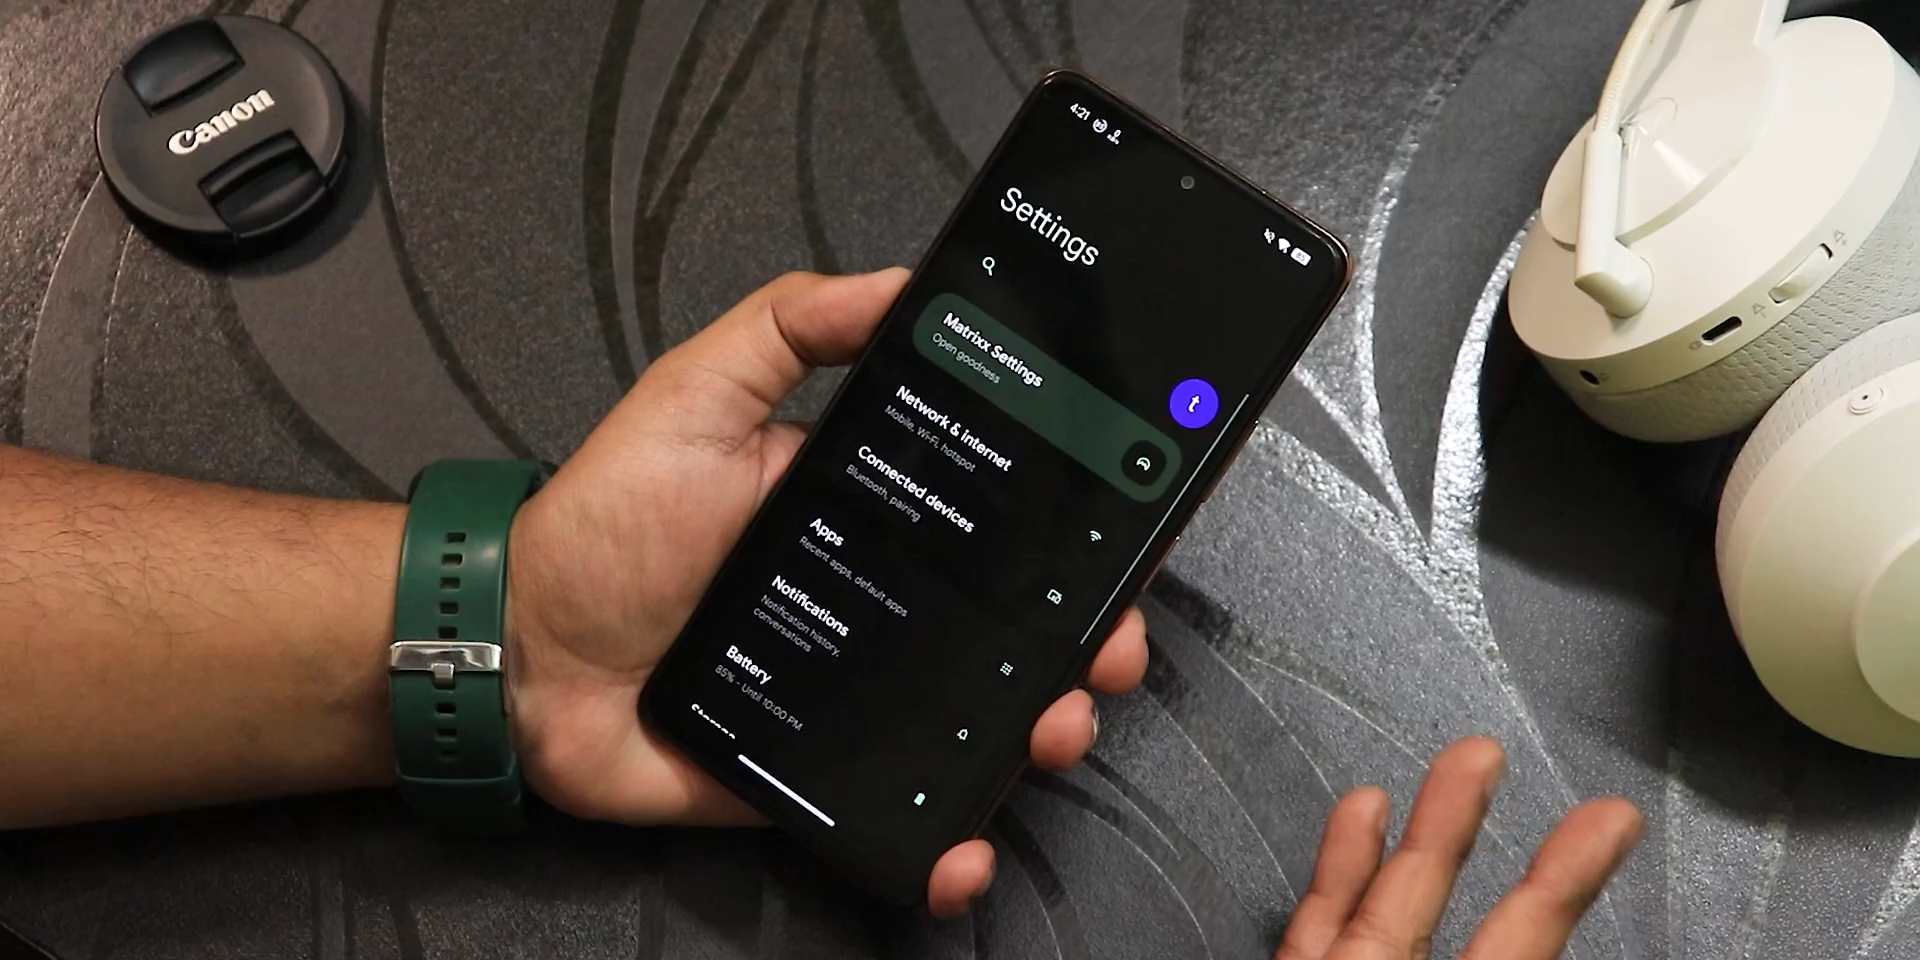 Canon
4:21
Settings
Matrixx Settings
Open goodness
t
Network & internet
Mobile, Wi-Fi, hotspot
Connected devices
Bluetooth, pairing
Apps
Recent apps, default apps
Notifications
Notification history,
conversations
Battery
85% - Until 10:00 PM
Storage